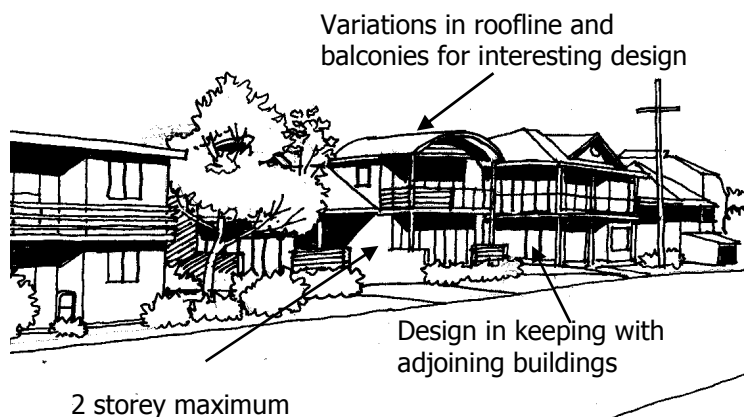 Variations in roofline and
balconies for interesting design
Design in keeping with
adjoining buildings
2 storey maximum